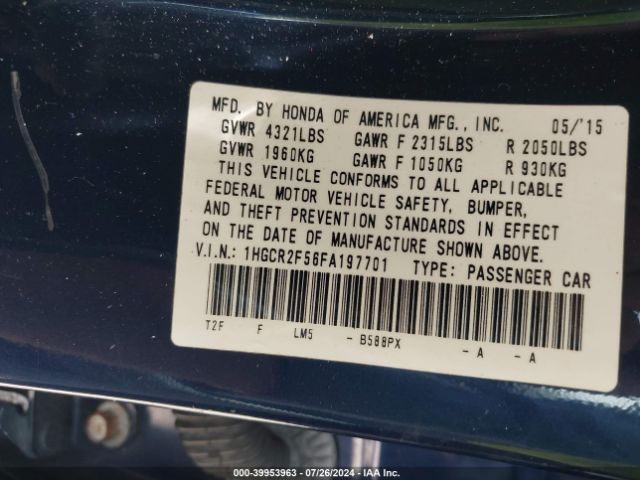 MFD. BY HONDA OF AMERICA MFG., INC. 05/'15
GVWR 4321LBS GAWR F 2315LBS R 2050LBS
GVWR 1960KG GAWR F 1050KG R 930KG
THIS VEHICLE CONFORMS TO ALL APPLICABLE
FEDERAL MOTOR VEHICLE SAFETY, BUMPER,
AND THEFT PREVENTION STANDARDS IN EFFECT
ON THE DATE OF MANUFACTURE SHOWN ABOVE.
V.I.N.: 1HGCR2F56FA197701 TYPE: PASSENGER CAR
T2F F LM5 - B588PX - A - A
000-39953963 - 07/26/2024 - IAA Inc.